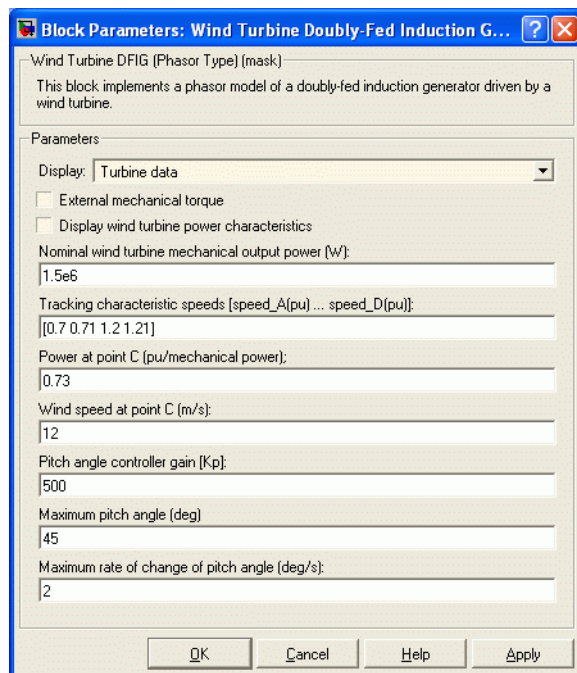 Block Parameters: Wind Turbine Doubly-Fed Induction G...
Wind Turbine DFIG (Phasor Type) (mask)
This block implements a phasor model of a doubly-fed induction generator driven by a
wind turbine.
Parameters
Display: Turbine data
External mechanical torque
Display wind turbine power characteristics
Nominal wind turbine mechanical output power (W):
1.5e6
Tracking characteristic speeds [speed_A(pu) ... speed_D(pu)]:
[0.7 0.71 1.2 1.21]
Power at point C (pu/mechanical power);
0.73
Wind speed at point C (m/s):
12
Pitch angle controller gain [Kp]:
500
Maximum pitch angle (deg)
45
Maximum rate of change of pitch angle (deg/s):
2
OK Cancel Help Apply